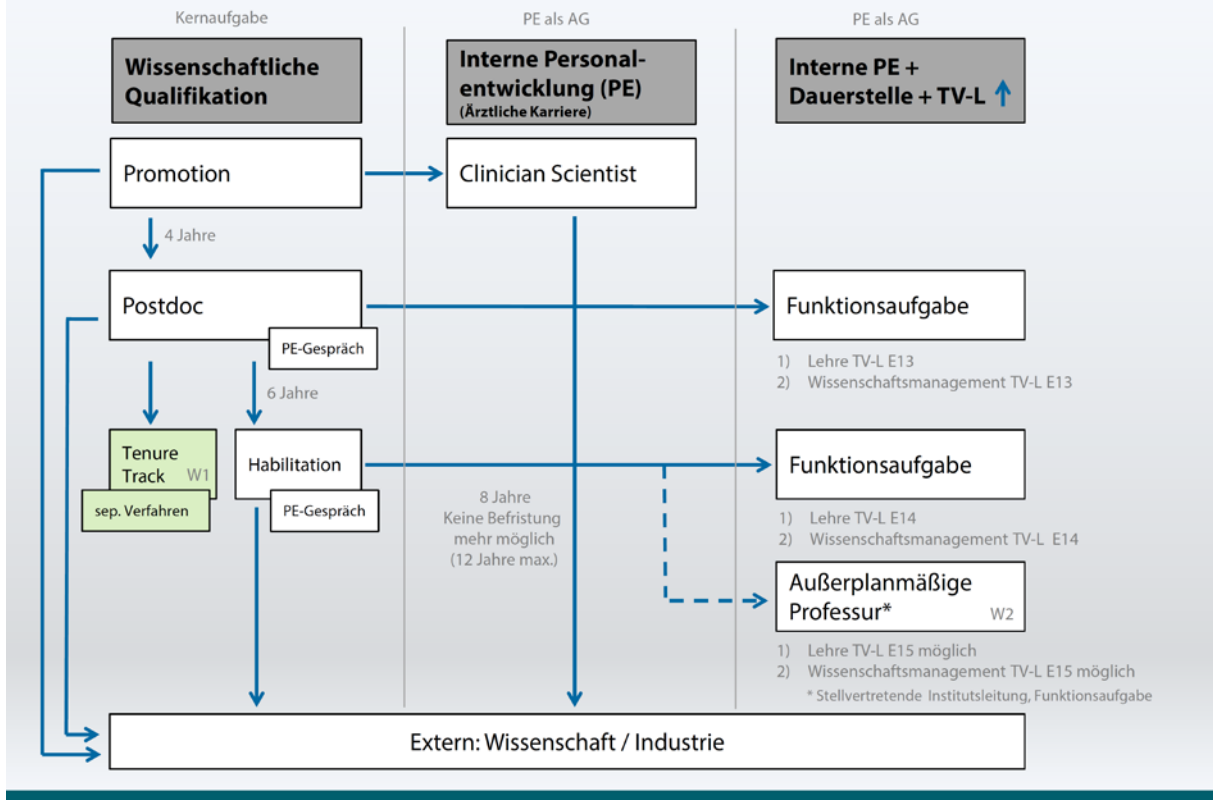 Kernaufgabe
PE als AG
PE als AG
Wissenschaftliche
Qualifikation
Interne Personal-
entwicklung (PE)
(Ärztliche Karriere)
Interne PE +
Dauerstelle + TV-L
Promotion
Clinician Scientist
4 Jahre
Postdoc
PE-Gespräch
Funktionsaufgabe
1) Lehre TV-L E13
2) Wissenschaftsmanagement TV-L E13
6 Jahre
Tenure
Track W1
sep. Verfahren
Habilitation
PE-Gespräch
8 Jahre
Keine Befristung
mehr möglich
(12 Jahre max.)
Funktionsaufgabe
1) Lehre TV-L E14
2) Wissenschaftsmanagement TV-L E14
Außerplanmäßige
Professur* W2
1) Lehre TV-L E15 möglich
2) Wissenschaftsmanagement TV-L E15 möglich
* Stellvertretende Institutsleitung, Funktionsaufgabe
Extern: Wissenschaft / Industrie